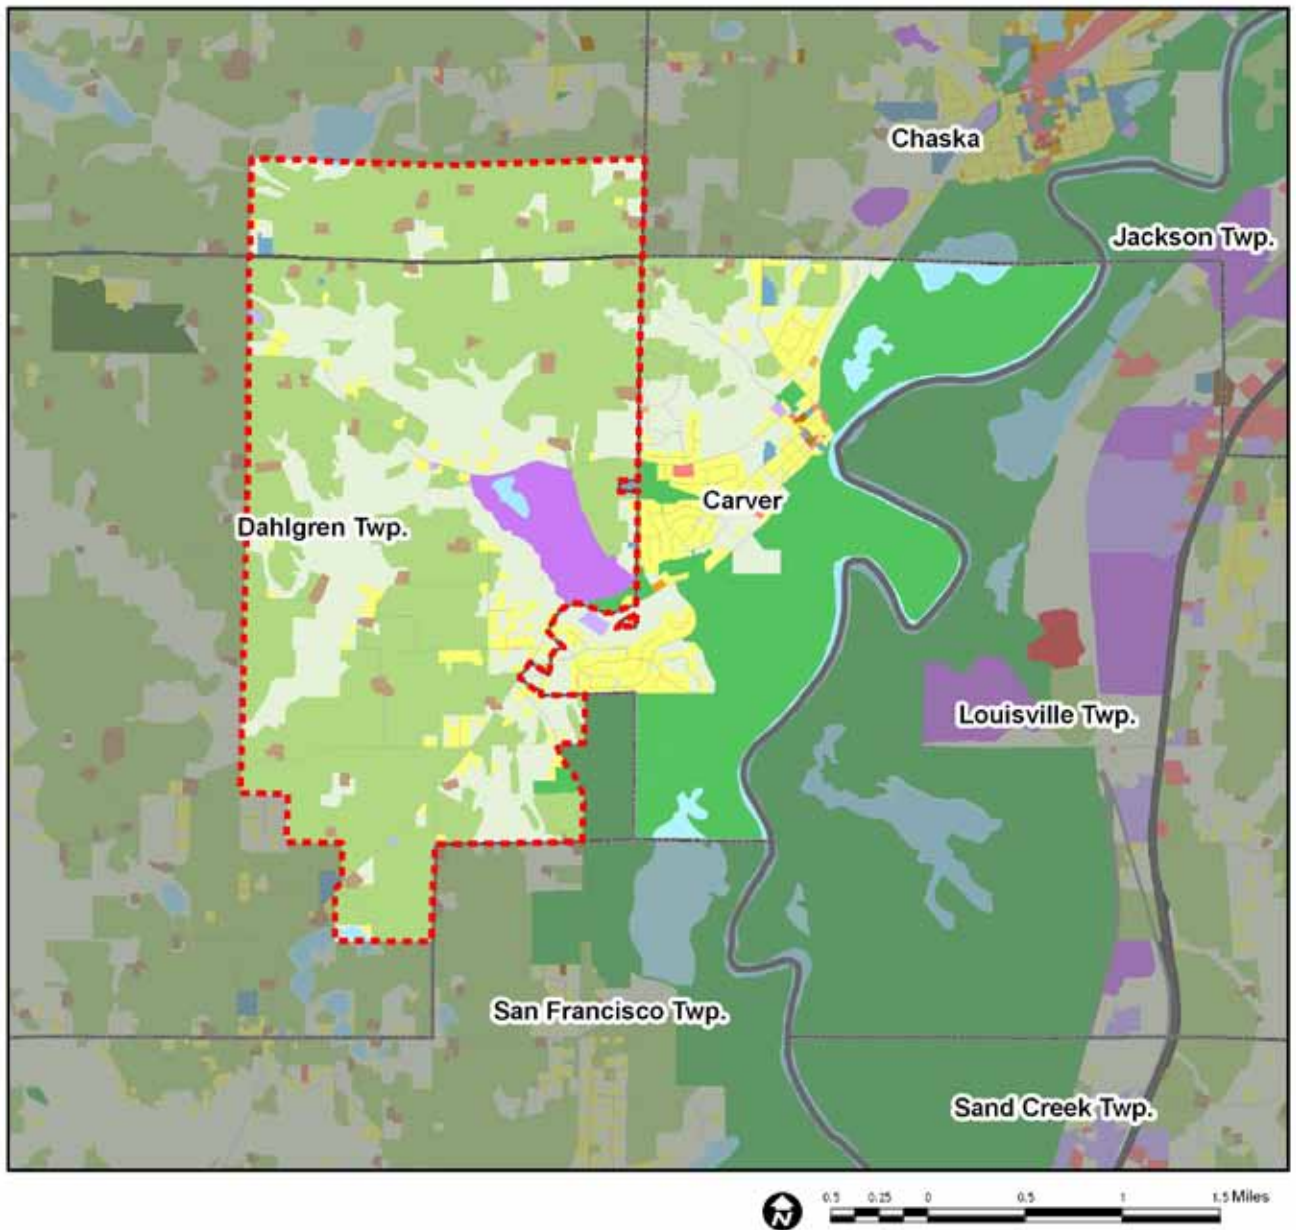 Chaska
Jackson Twp.
Carver
Dahlgren Twp.
Louisville Twp.
San Francisco Twp.
Sand Creek Twp.
N
0.5 0.25 0 0.5 1 1.5 Miles